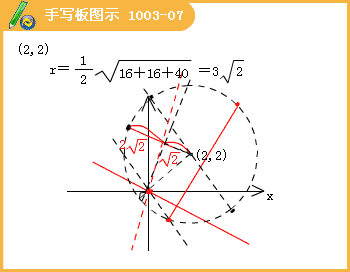 手写板图示 1003-07
(2,2)
r= 1/2 √(16+16+40) =3√2
2√2
√2
(2,2)
x